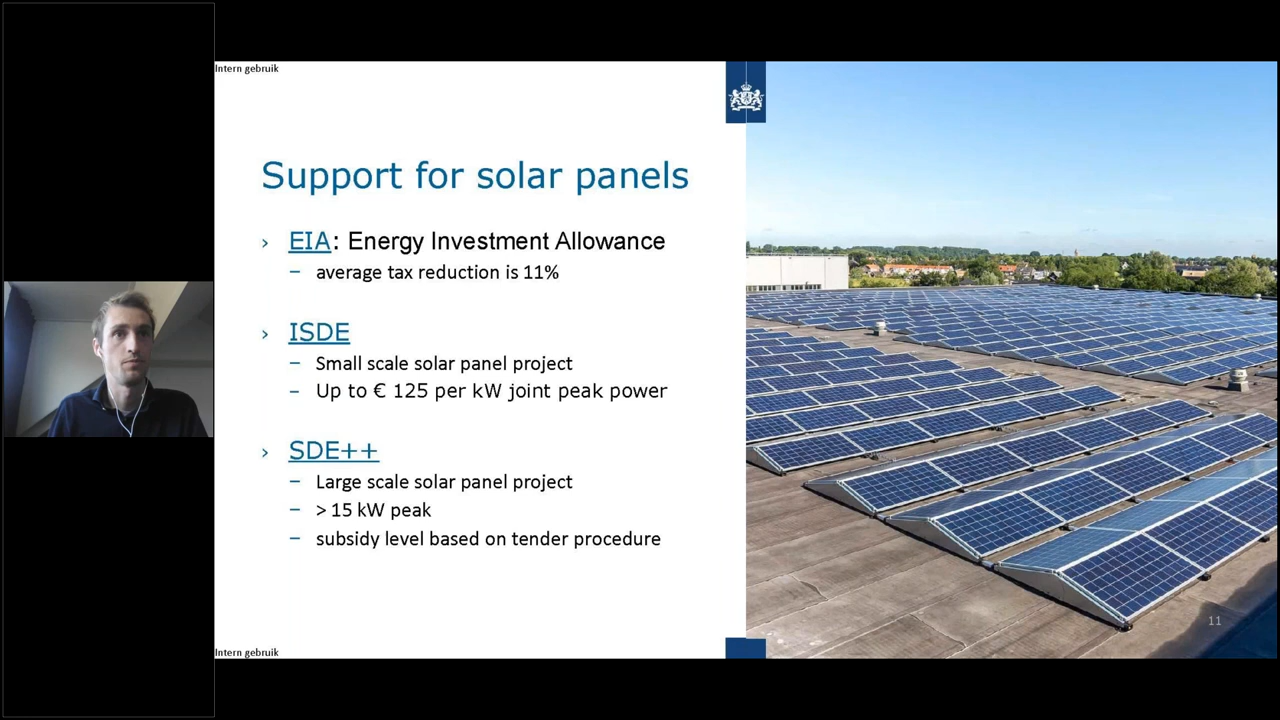 Intern gebruik
Support for solar panels
› EIA: Energy Investment Allowance
− average tax reduction is 11%
› ISDE
− Small scale solar panel project
− Up to € 125 per kW joint peak power
› SDE++
− Large scale solar panel project
− > 15 kW peak
− subsidy level based on tender procedure
11
Intern gebruik